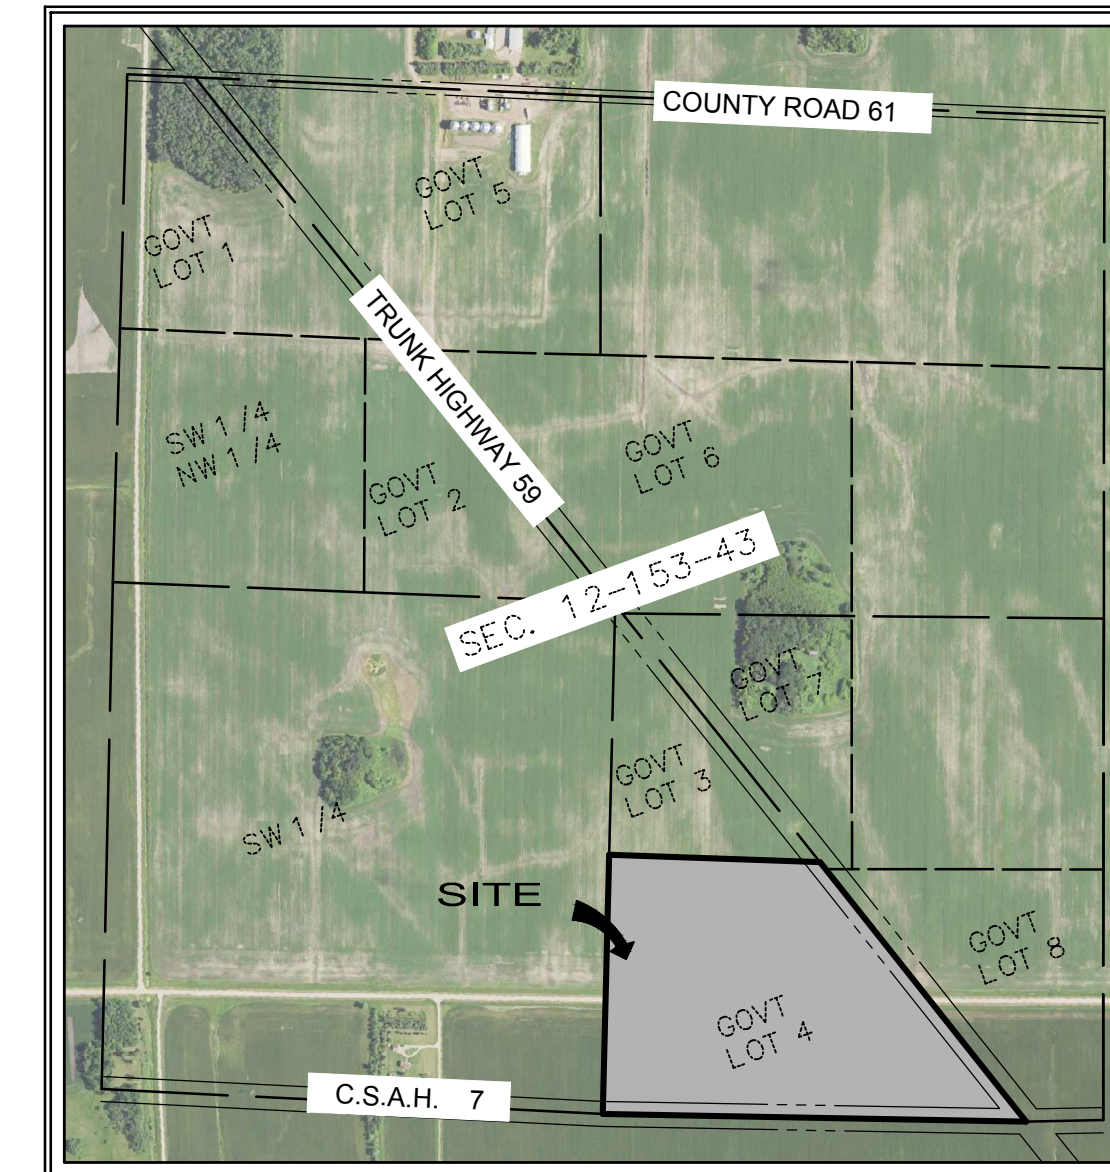 COUNTY ROAD 61
GOVT
LOT 5
GOVT
LOT 1
TRUNK HIGHWAY 59
SW 1/4
NW 1/4
GOVT
LOT 2
GOVT
LOT 6
SEC. 12-153-43
GOVT
LOT 7
GOVT
LOT 3
SW 1/4
SITE
GOVT
LOT 8
GOVT
LOT 4
C.S.A.H. 7